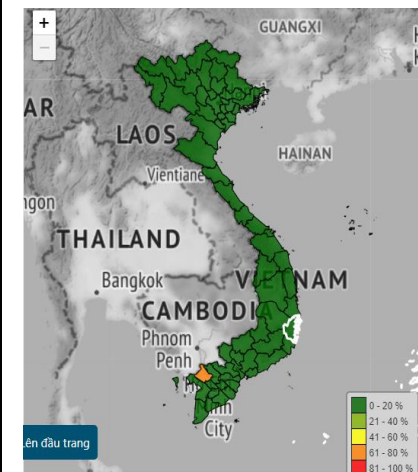 +
−
GUANGXI
AR
LAOS
HAINAN
Vientiane
ngon
THAILAND
Bangkok
VIETNAM
CAMBODIA
Phnom
Penh
City
Lên đầu trang
0 - 20 %
21 - 40 %
41 - 60 %
61 - 80 %
81 - 100 %